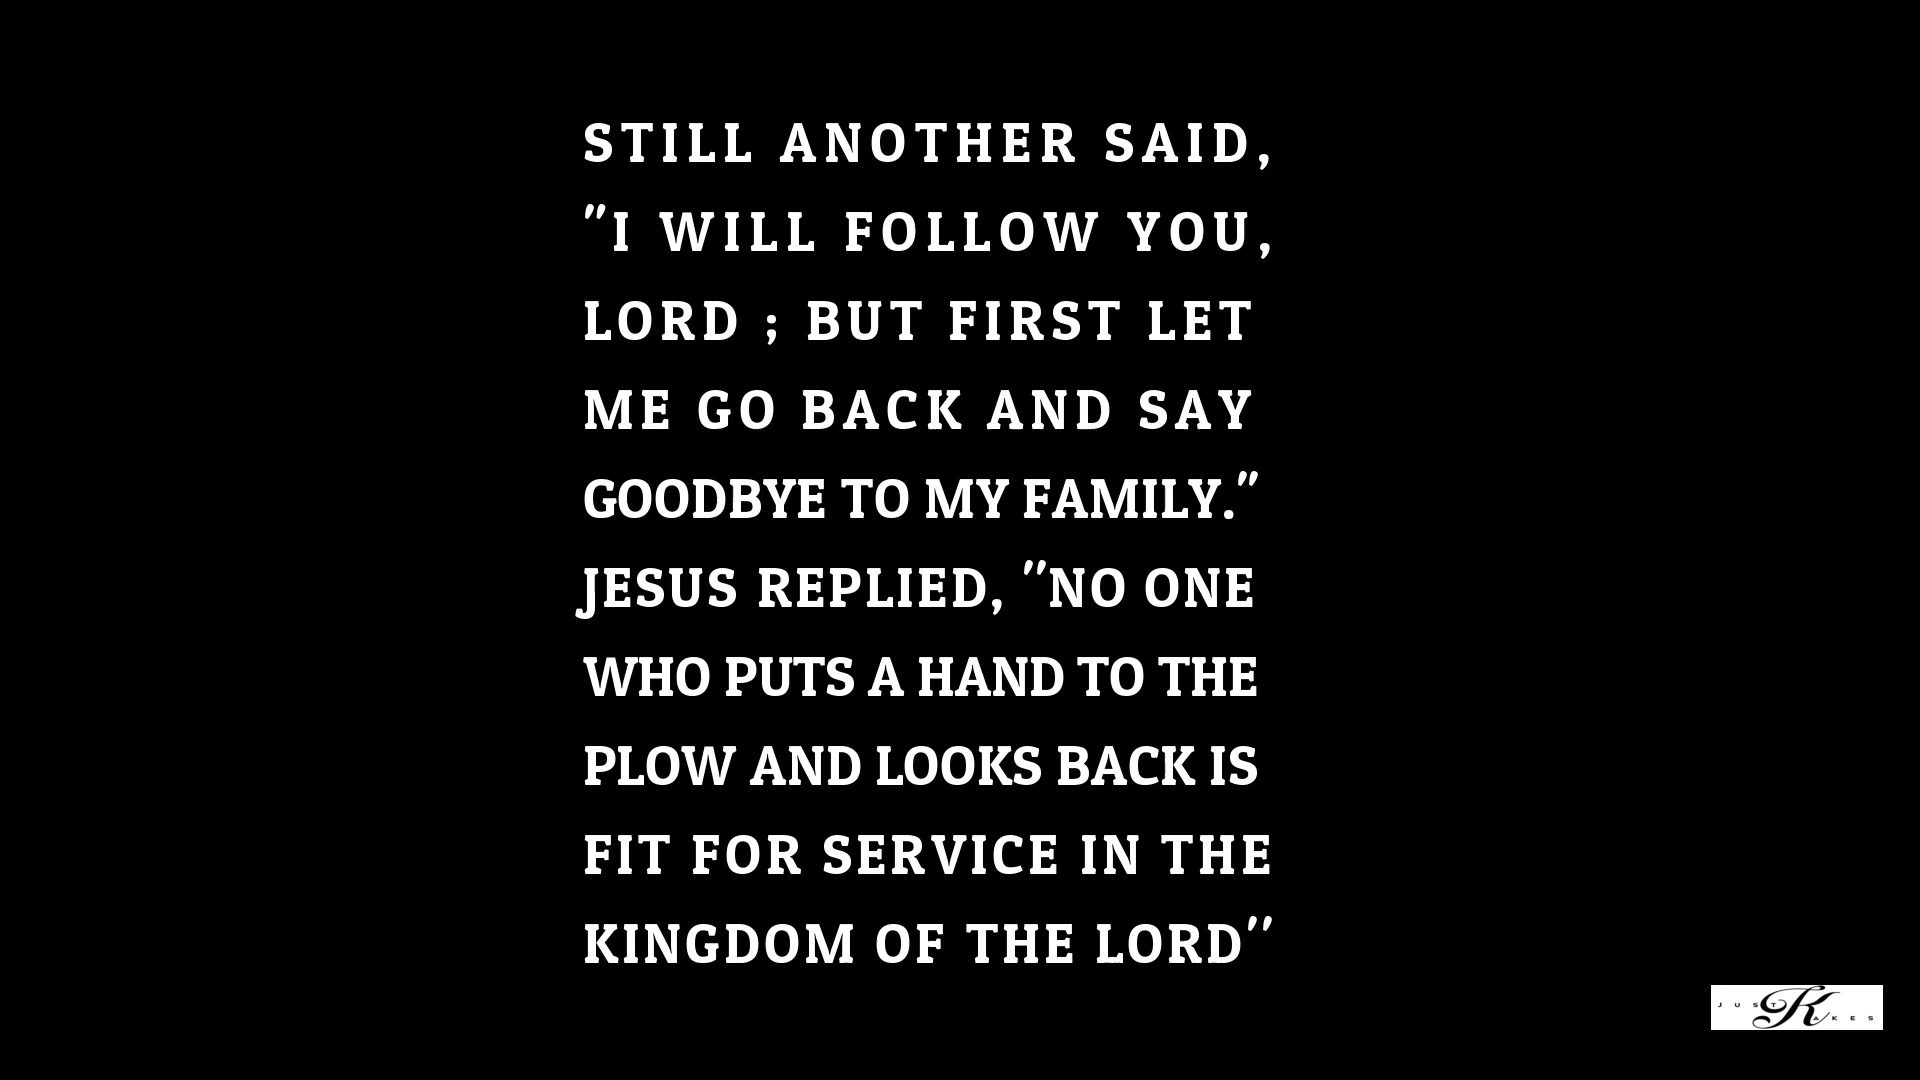 STILL ANOTHER SAID,
"I WILL FOLLOW YOU,
LORD ; BUT FIRST LET
ME GO BACK AND SAY
GOODBYE TO MY FAMILY."
JESUS REPLIED, "NO ONE
WHO PUTS A HAND TO THE
PLOW AND LOOKS BACK IS
FIT FOR SERVICE IN THE
KINGDOM OF THE LORD''
JUST KAKES